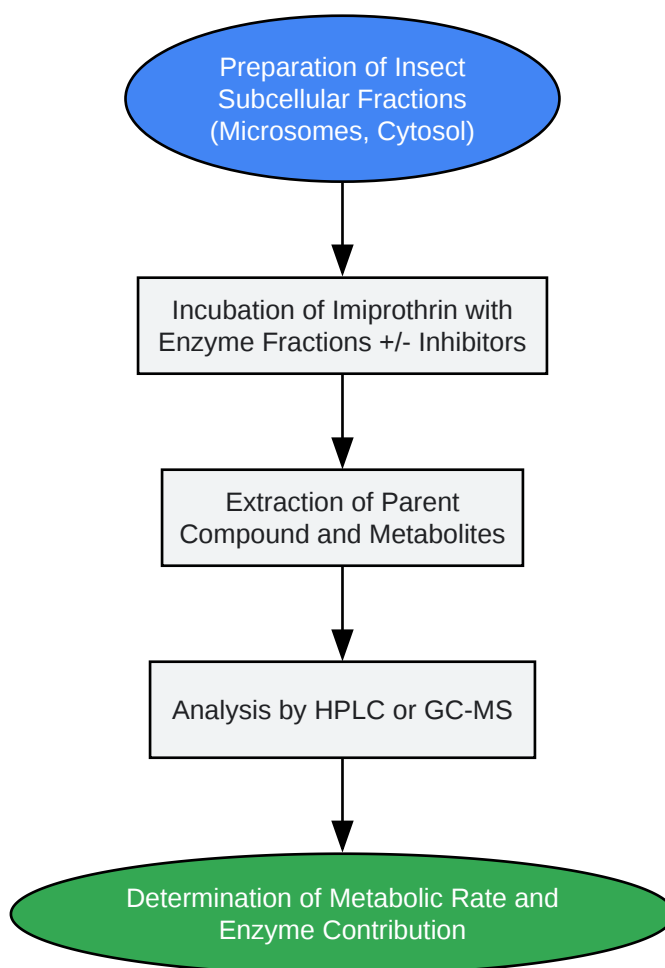 Preparation of Insect
Subcellular Fractions
(Microsomes, Cytosol)
Incubation of Imiprothrin with
Enzyme Fractions +/- Inhibitors
Extraction of Parent
Compound and Metabolites
Analysis by HPLC or GC-MS
Determination of Metabolic Rate and
Enzyme Contribution